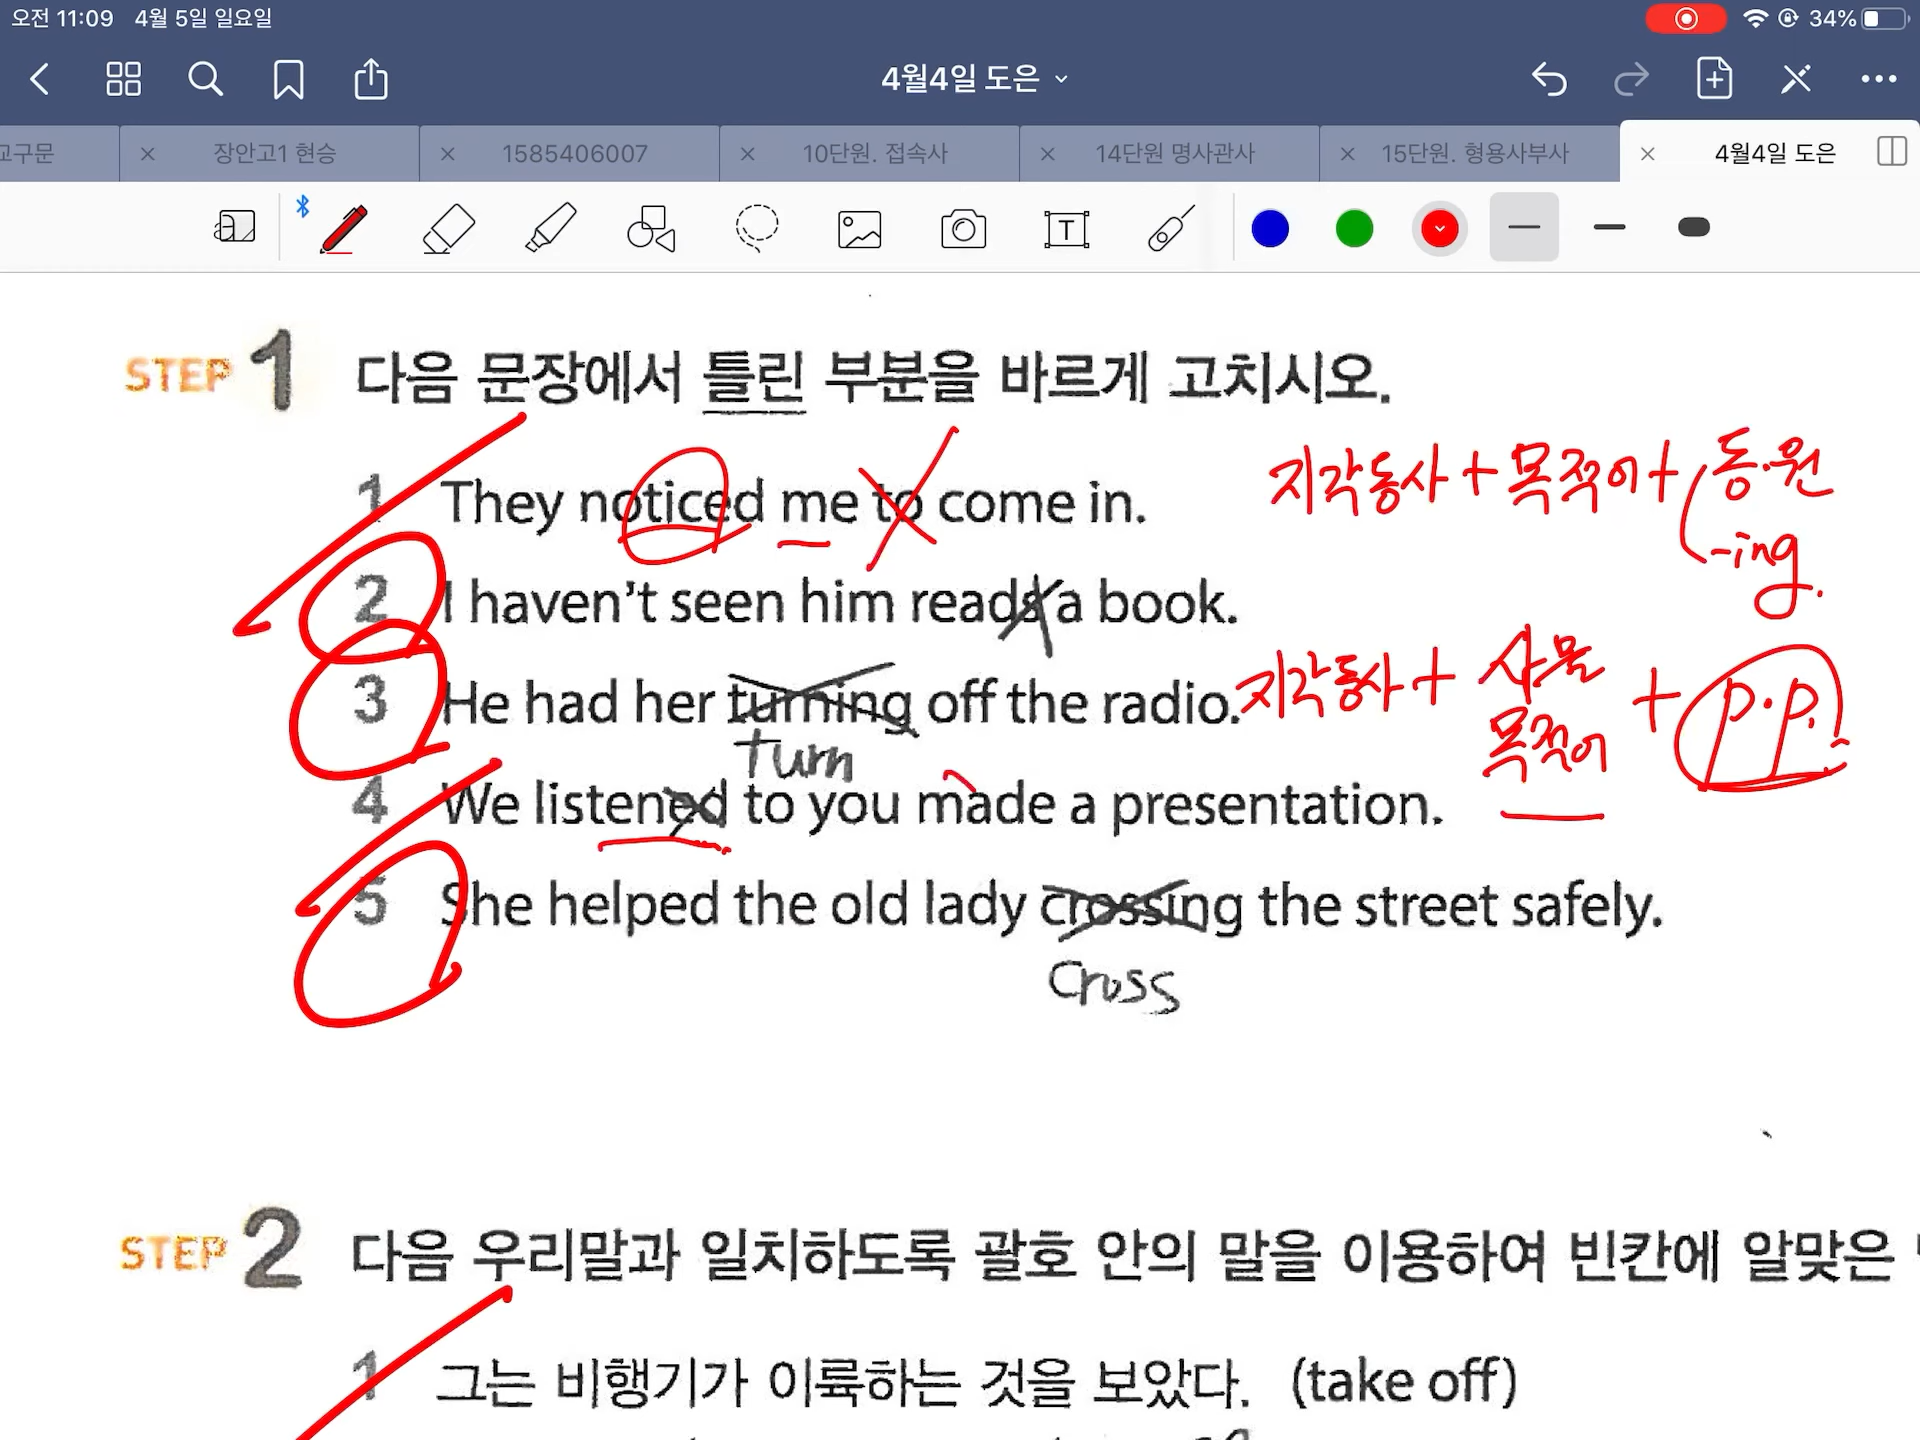 오전 11:09 4월 5일 일요일 34%
4월4일 도은
교구문 장안고1 현승 1585406007 10단원. 접속사 14단원 명사관사 15단원. 형용사부사 4월4일 도은
STEP 1 다음 문장에서 틀린 부분을 바르게 고치시오.
1 They noticed me to come in.
지각동사 + 목적어 + 동.원
-ing.
2 I haven't seen him reads a book.
3 He had her turning off the radio.
turn
지각동사 + 사물 목적어 + p.p.
4 We listened to you made a presentation.
5 She helped the old lady crossing the street safely.
cross
STEP 2 다음 우리말과 일치하도록 괄호 안의 말을 이용하여 빈칸에 알맞은
1 그는 비행기가 이륙하는 것을 보았다. (take off)